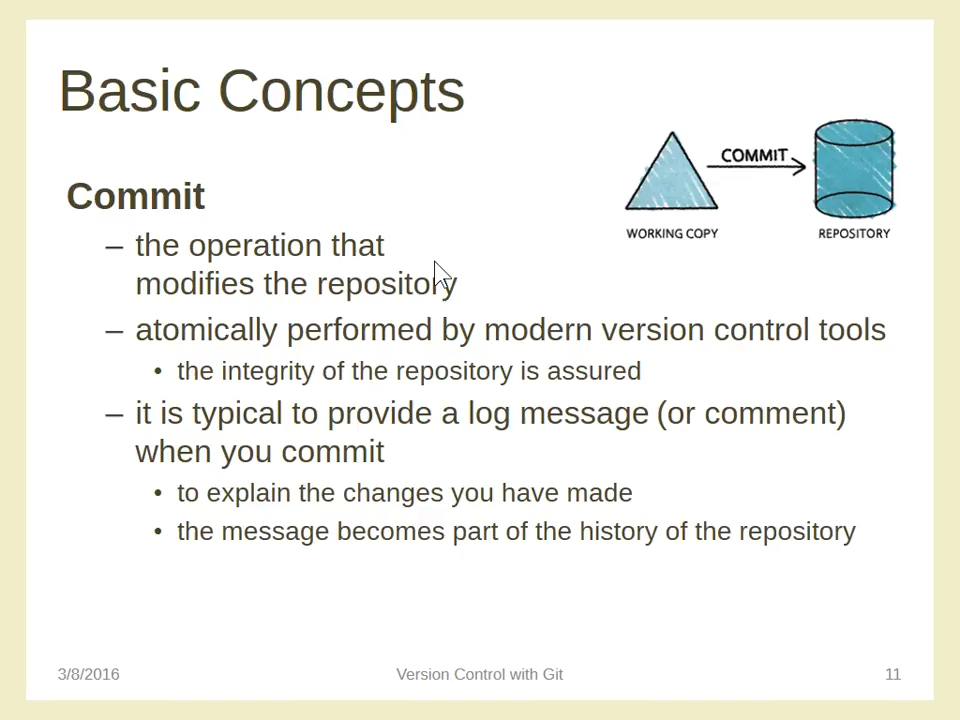 Basic Concepts
COMMIT
WORKING COPY
REPOSITORY
Commit
– the operation that
modifies the repository
– atomically performed by modern version control tools
• the integrity of the repository is assured
– it is typical to provide a log message (or comment)
when you commit
• to explain the changes you have made
• the message becomes part of the history of the repository
3/8/2016
Version Control with Git
11